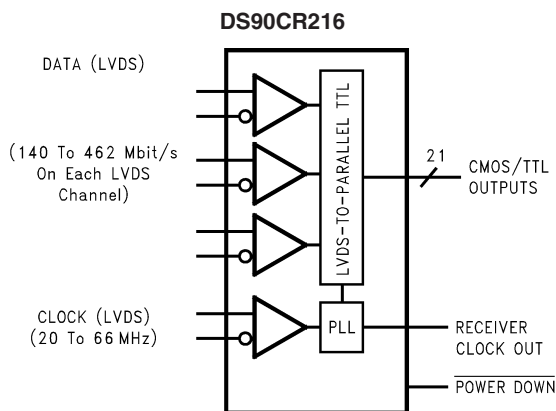 DS90CR216
DATA (LVDS)
(140 To 462 Mbit/s
On Each LVDS
Channel)
LVDS-TO-PARALLEL TTL
21
CMOS/TTL
OUTPUTS
CLOCK (LVDS)
(20 To 66 MHz)
PLL
RECEIVER
CLOCK OUT
POWER DOWN